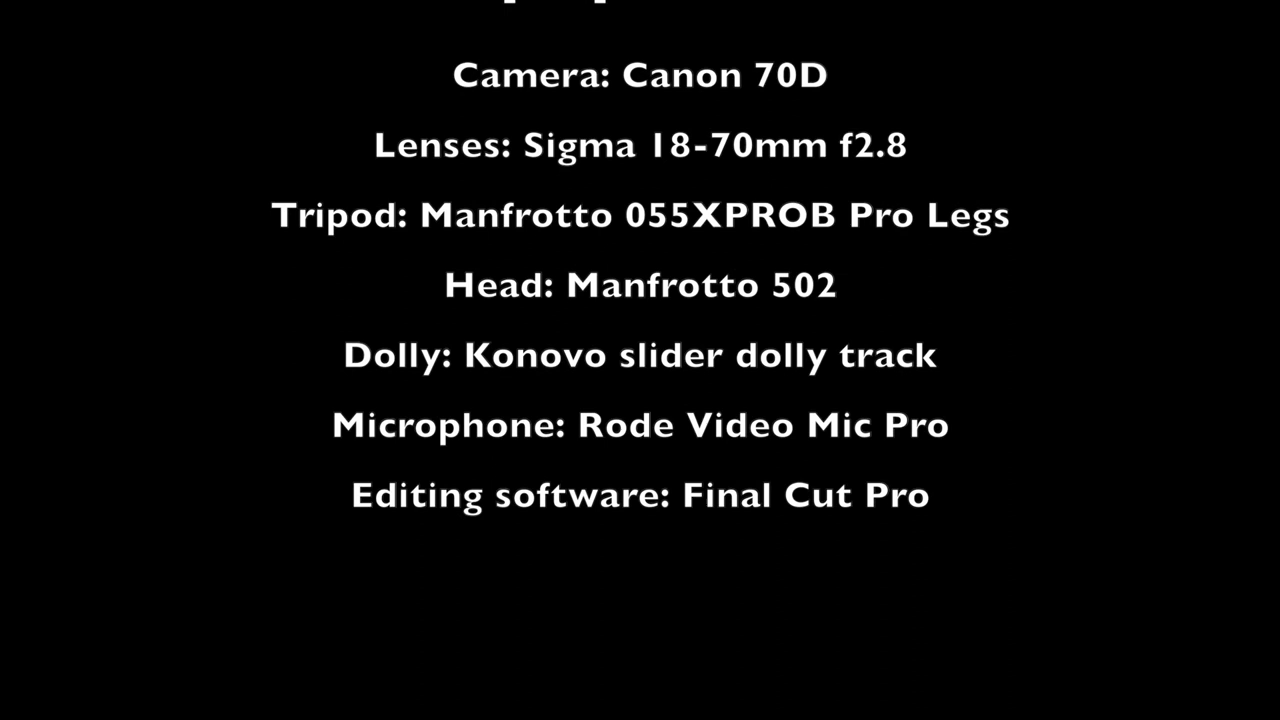 Camera: Canon 70D
Lenses: Sigma 18-70mm f2.8
Tripod: Manfrotto 055XPROB Pro Legs
Head: Manfrotto 502
Dolly: Konovo slider dolly track
Microphone: Rode Video Mic Pro
Editing software: Final Cut Pro